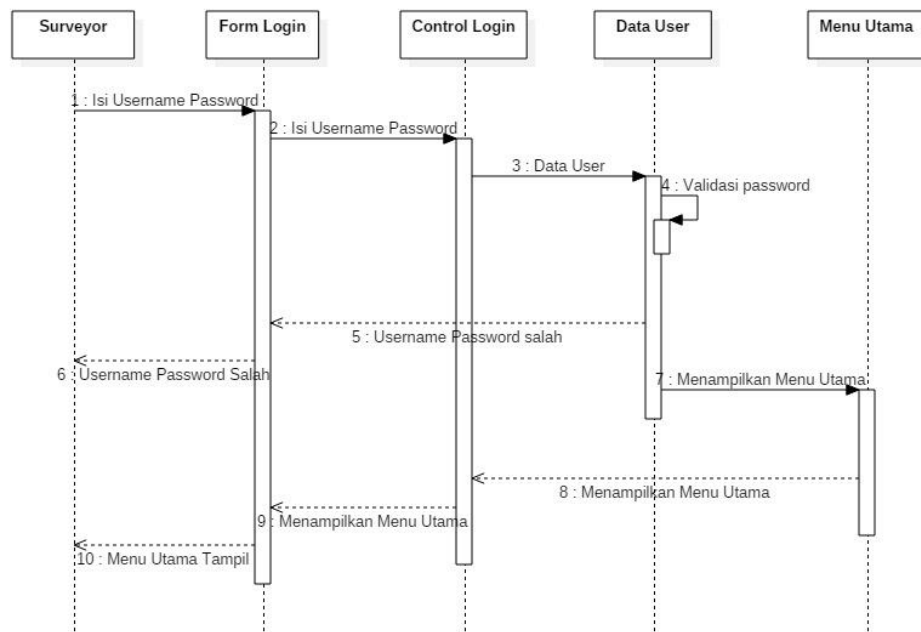 Surveyor
Form Login
Control Login
Data User
Menu Utama
1 : Isi Username Password
2 : Isi Username Password
3 : Data User
4 : Validasi password
5 : Username Password salah
6 : Username Password Salah
7 : Menampilkan Menu Utama
8 : Menampilkan Menu Utama
9 : Menampilkan Menu Utama
10 : Menu Utama Tampil